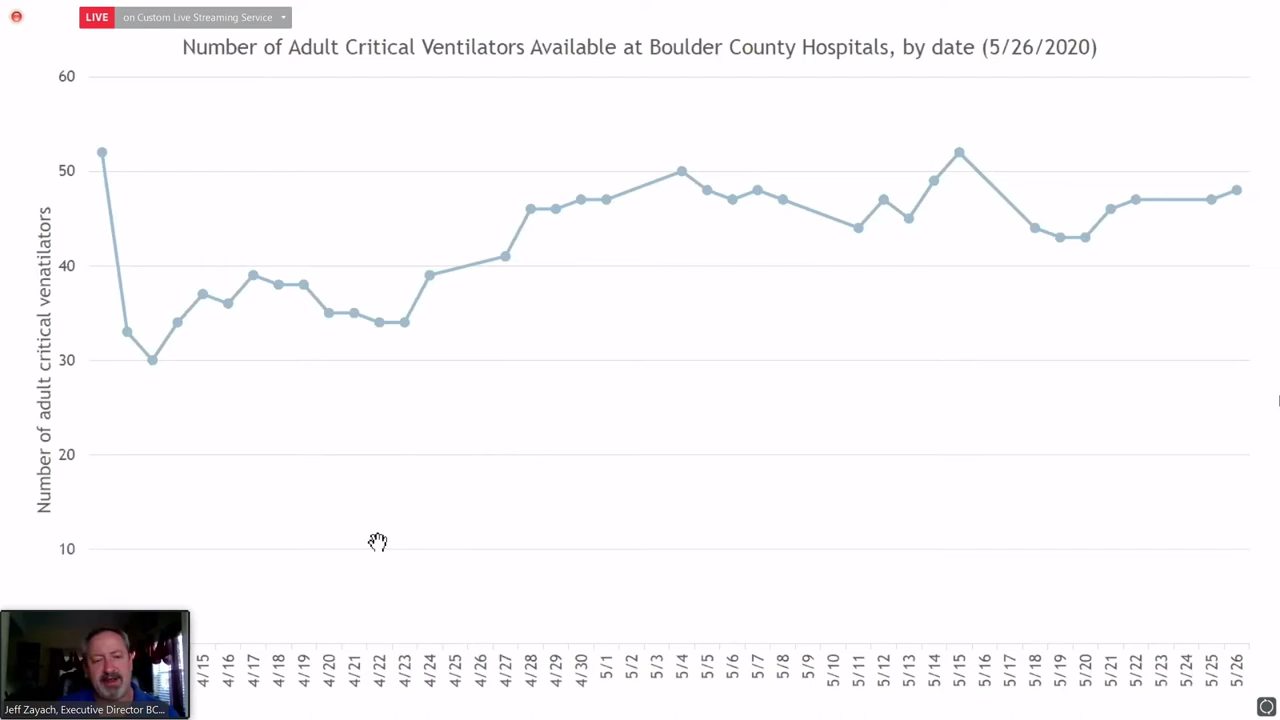 LIVE on Custom Live Streaming Service
Number of Adult Critical Ventilators Available at Boulder County Hospitals, by date (5/26/2020)
60
50
40
30
20
10
Number of adult critical venatilators
4/15 4/16 4/17 4/18 4/19 4/20 4/21 4/22 4/23 4/24 4/25 4/26 4/27 4/28 4/29 4/30 5/1 5/2 5/3 5/4 5/5 5/6 5/7 5/8 5/9 5/10 5/11 5/12 5/13 5/14 5/15 5/16 5/17 5/18 5/19 5/20 5/21 5/22 5/23 5/24 5/25 5/26
Jeff Zayach, Executive Director BC...